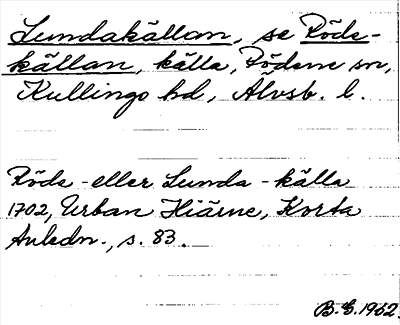 Lundakällan, se Röde-
källan, källa, Södene sn,
Kullings hd, Älvsb. l.
Röde- eller Lunda-källa
1702, Urban Hiärne, Korta
Anledn., s. 83.
B.E. 1962.